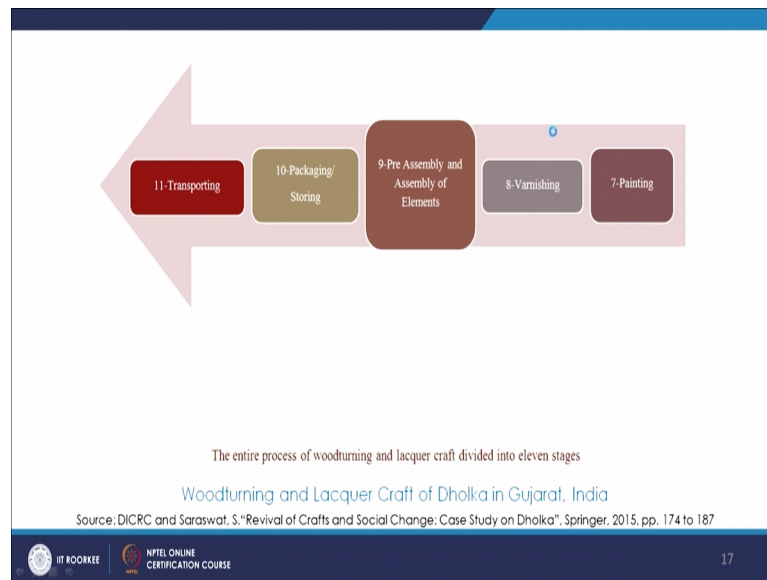 11-Transporting
10-Packaging/
Storing
9-Pre Assembly and
Assembly of
Elements
8-Varnishing
7-Painting
The entire process of woodturning and lacquer craft divided into eleven stages
Woodturning and Lacquer Craft of Dholka in Gujarat, India
Source: DICRC and Saraswat, S."Revival of Crafts and Social Change: Case Study on Dholka", Springer, 2015, pp. 174 to 187
IIT ROORKEE
NPTEL ONLINE
CERTIFICATION COURSE
17